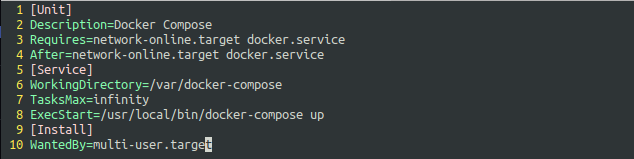 1 [Unit]
2 Description=Docker Compose
3 Requires=network-online.target docker.service
4 After=network-online.target docker.service
5 [Service]
6 WorkingDirectory=/var/docker-compose
7 TasksMax=infinity
8 ExecStart=/usr/local/bin/docker-compose up
9 [Install]
10 WantedBy=multi-user.target